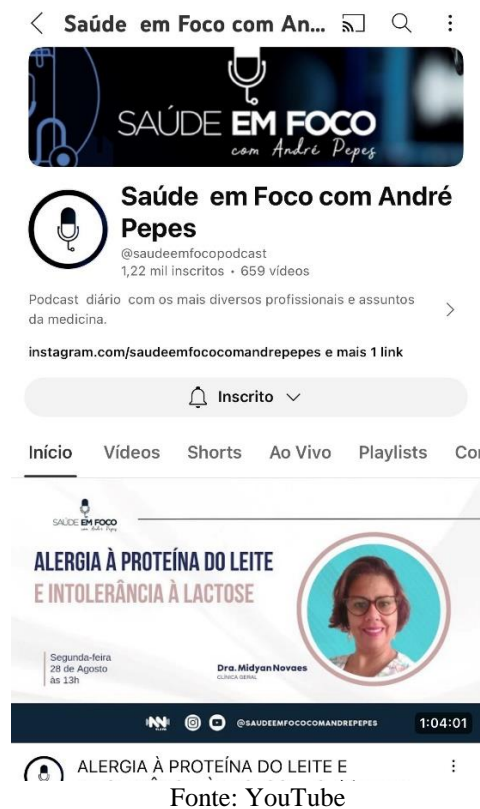 Saúde em Foco com An...
SAÚDE EM FOCO
com André Pepes
Saúde em Foco com André
Pepes
@saudeemfocopodcast
1,22 mil inscritos • 659 vídeos
Podcast diário com os mais diversos profissionais e assuntos
da medicina.
instagram.com/saudeemfococomandrepepes e mais 1 link
Inscrito
Início Vídeos Shorts Ao Vivo Playlists Co
SAÚDE EM FOCO
com André Pepes
ALERGIA À PROTEÍNA DO LEITE
E INTOLERÂNCIA À LACTOSE
Segunda-feira
28 de Agosto
às 13h
Dra. Midyan Novaes
CLÍNICA GERAL
@SAUDEEMFOCOCOMANDREPEPES
1:04:01
ALERGIA À PROTEÍNA DO LEITE E
Fonte: YouTube